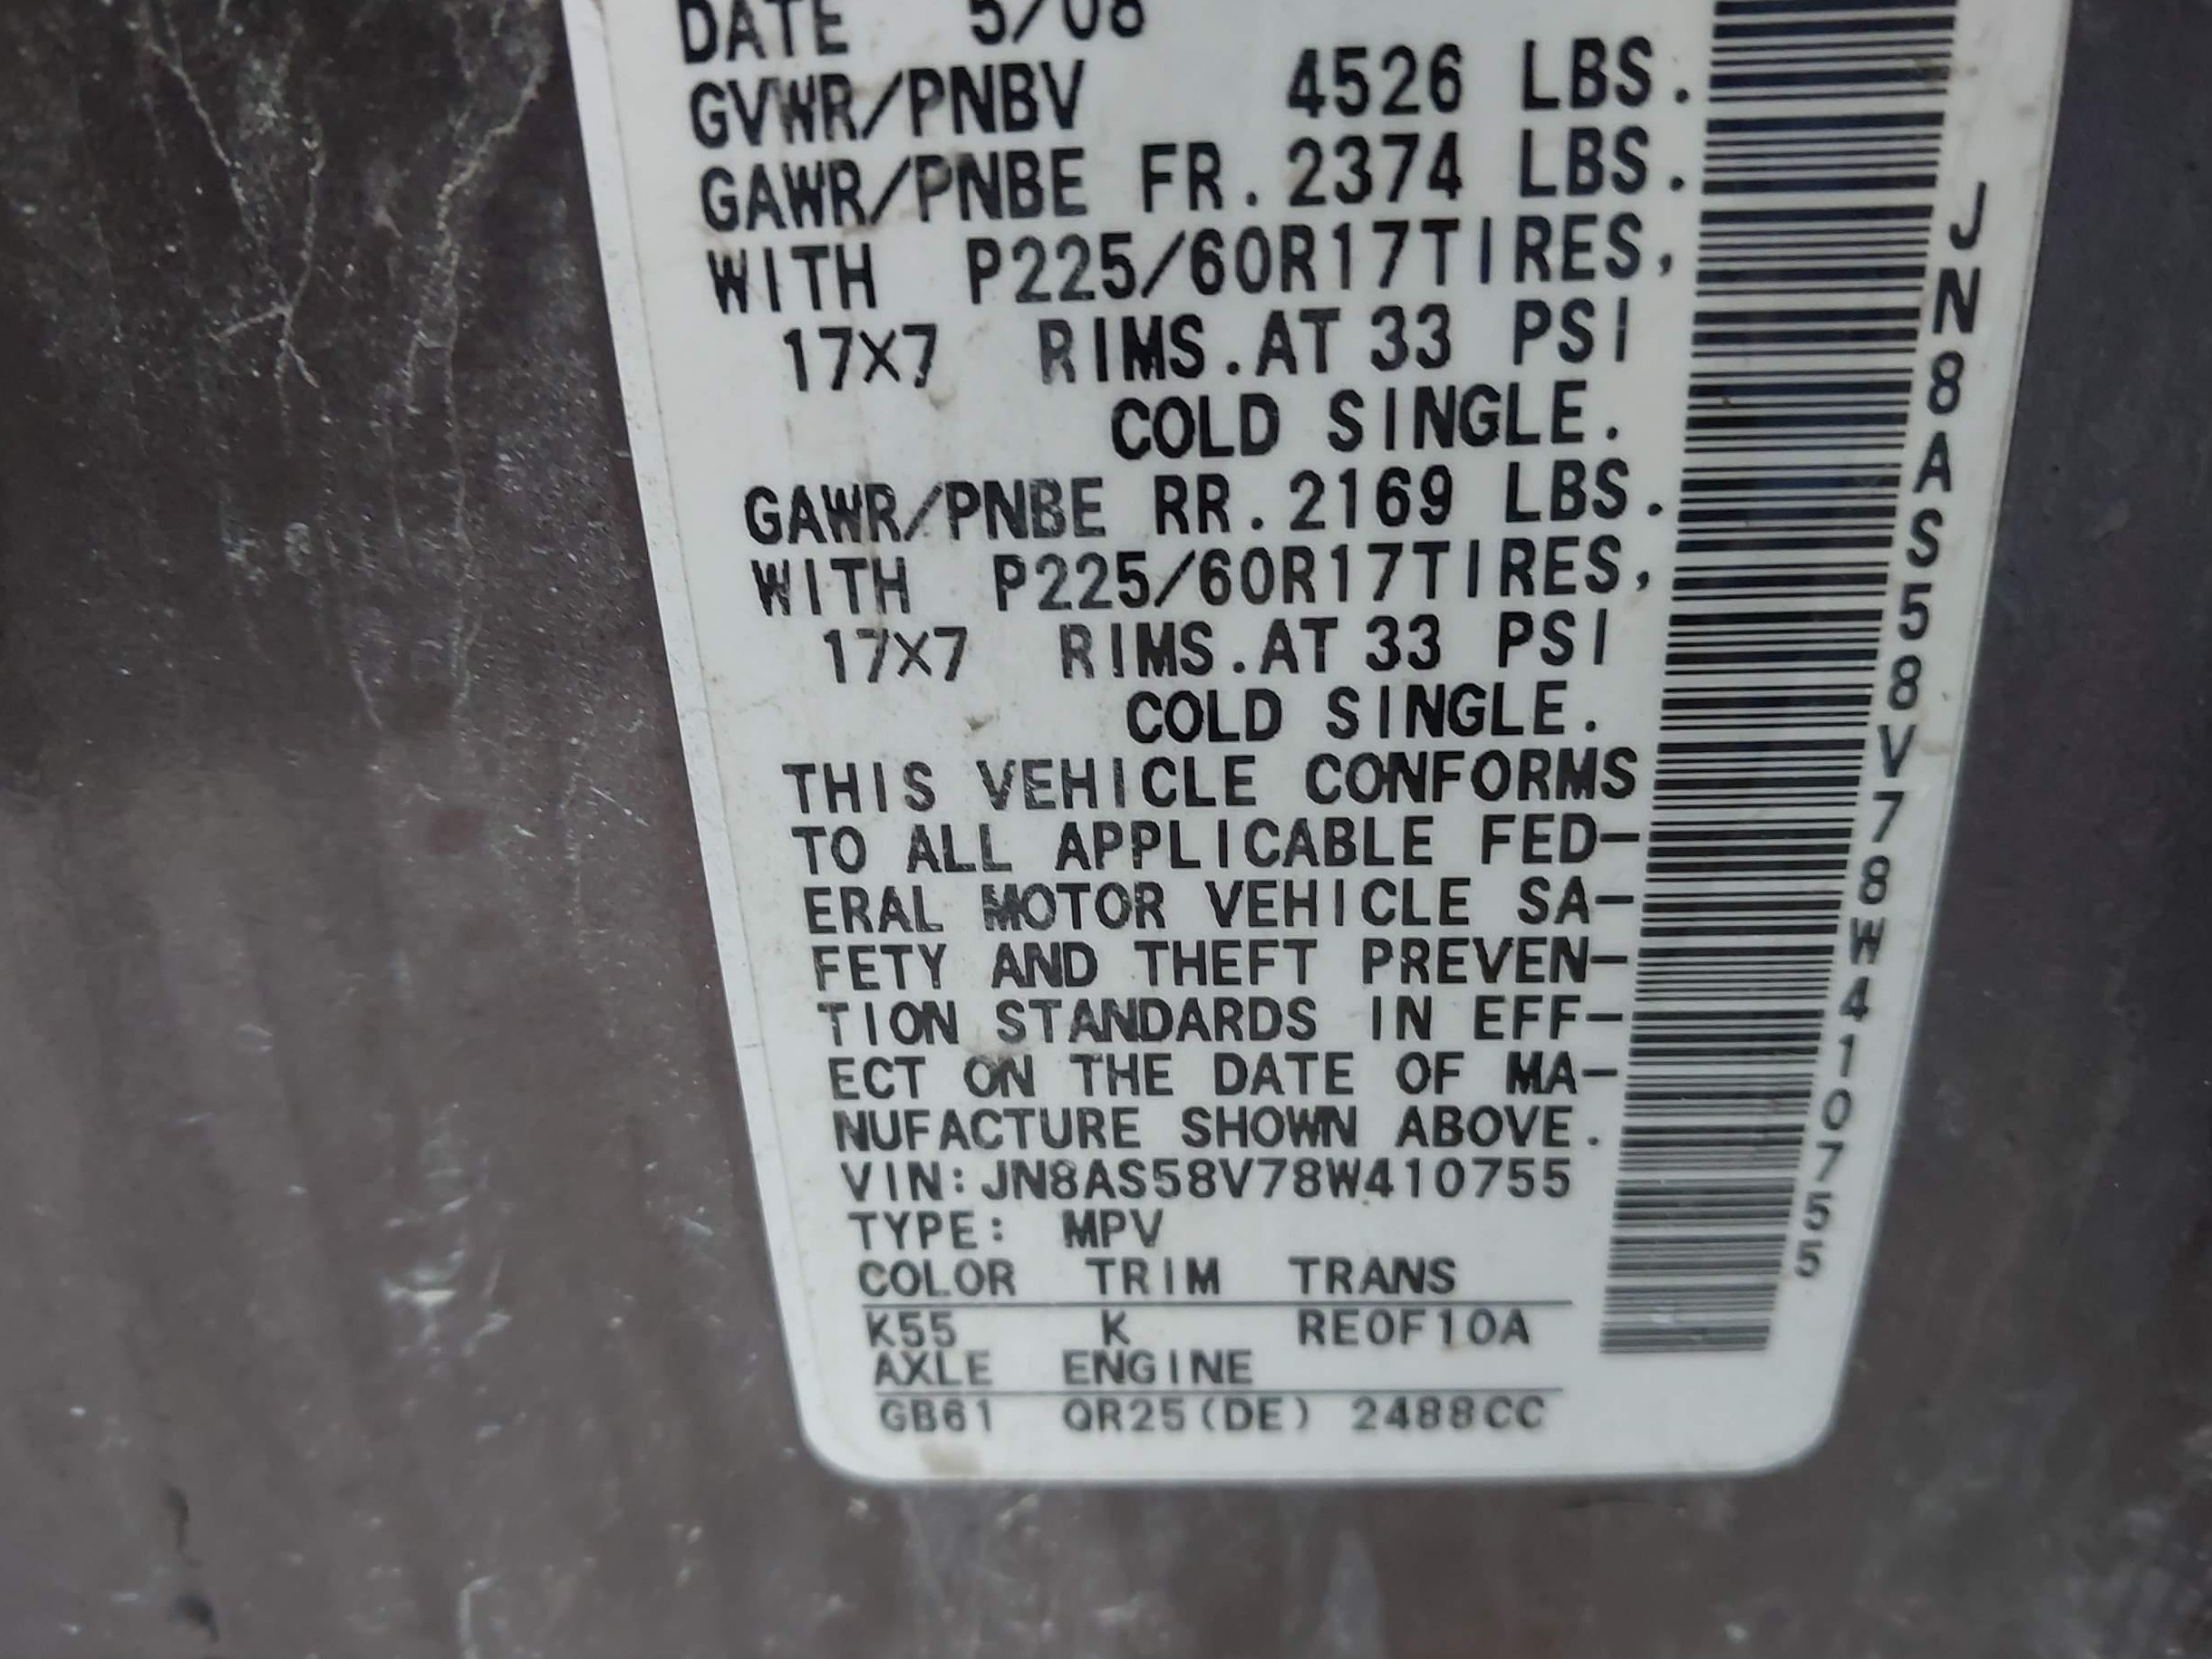 DATE 5/08
GVWR/PNBV 4526 LBS.
GAWR/PNBE FR. 2374 LBS.
WITH P225/60R17TIRES,
17X7 RIMS.AT 33 PSI
COLD SINGLE.
GAWR/PNBE RR. 2169 LBS.
WITH P225/60R17TIRES,
17X7 RIMS.AT 33 PSI
COLD SINGLE.
THIS VEHICLE CONFORMS
TO ALL APPLICABLE FED-
ERAL MOTOR VEHICLE SA-
FETY AND THEFT PREVEN-
TION STANDARDS IN EFF-
ECT ON THE DATE OF MA-
NUFACTURE SHOWN ABOVE.
VIN:JN8AS58V78W410755
TYPE: MPV
COLOR TRIM TRANS
K55 K RE0F10A
AXLE ENGINE
GB61 QR25(DE) 2488CC
JN8AS58V78W410755